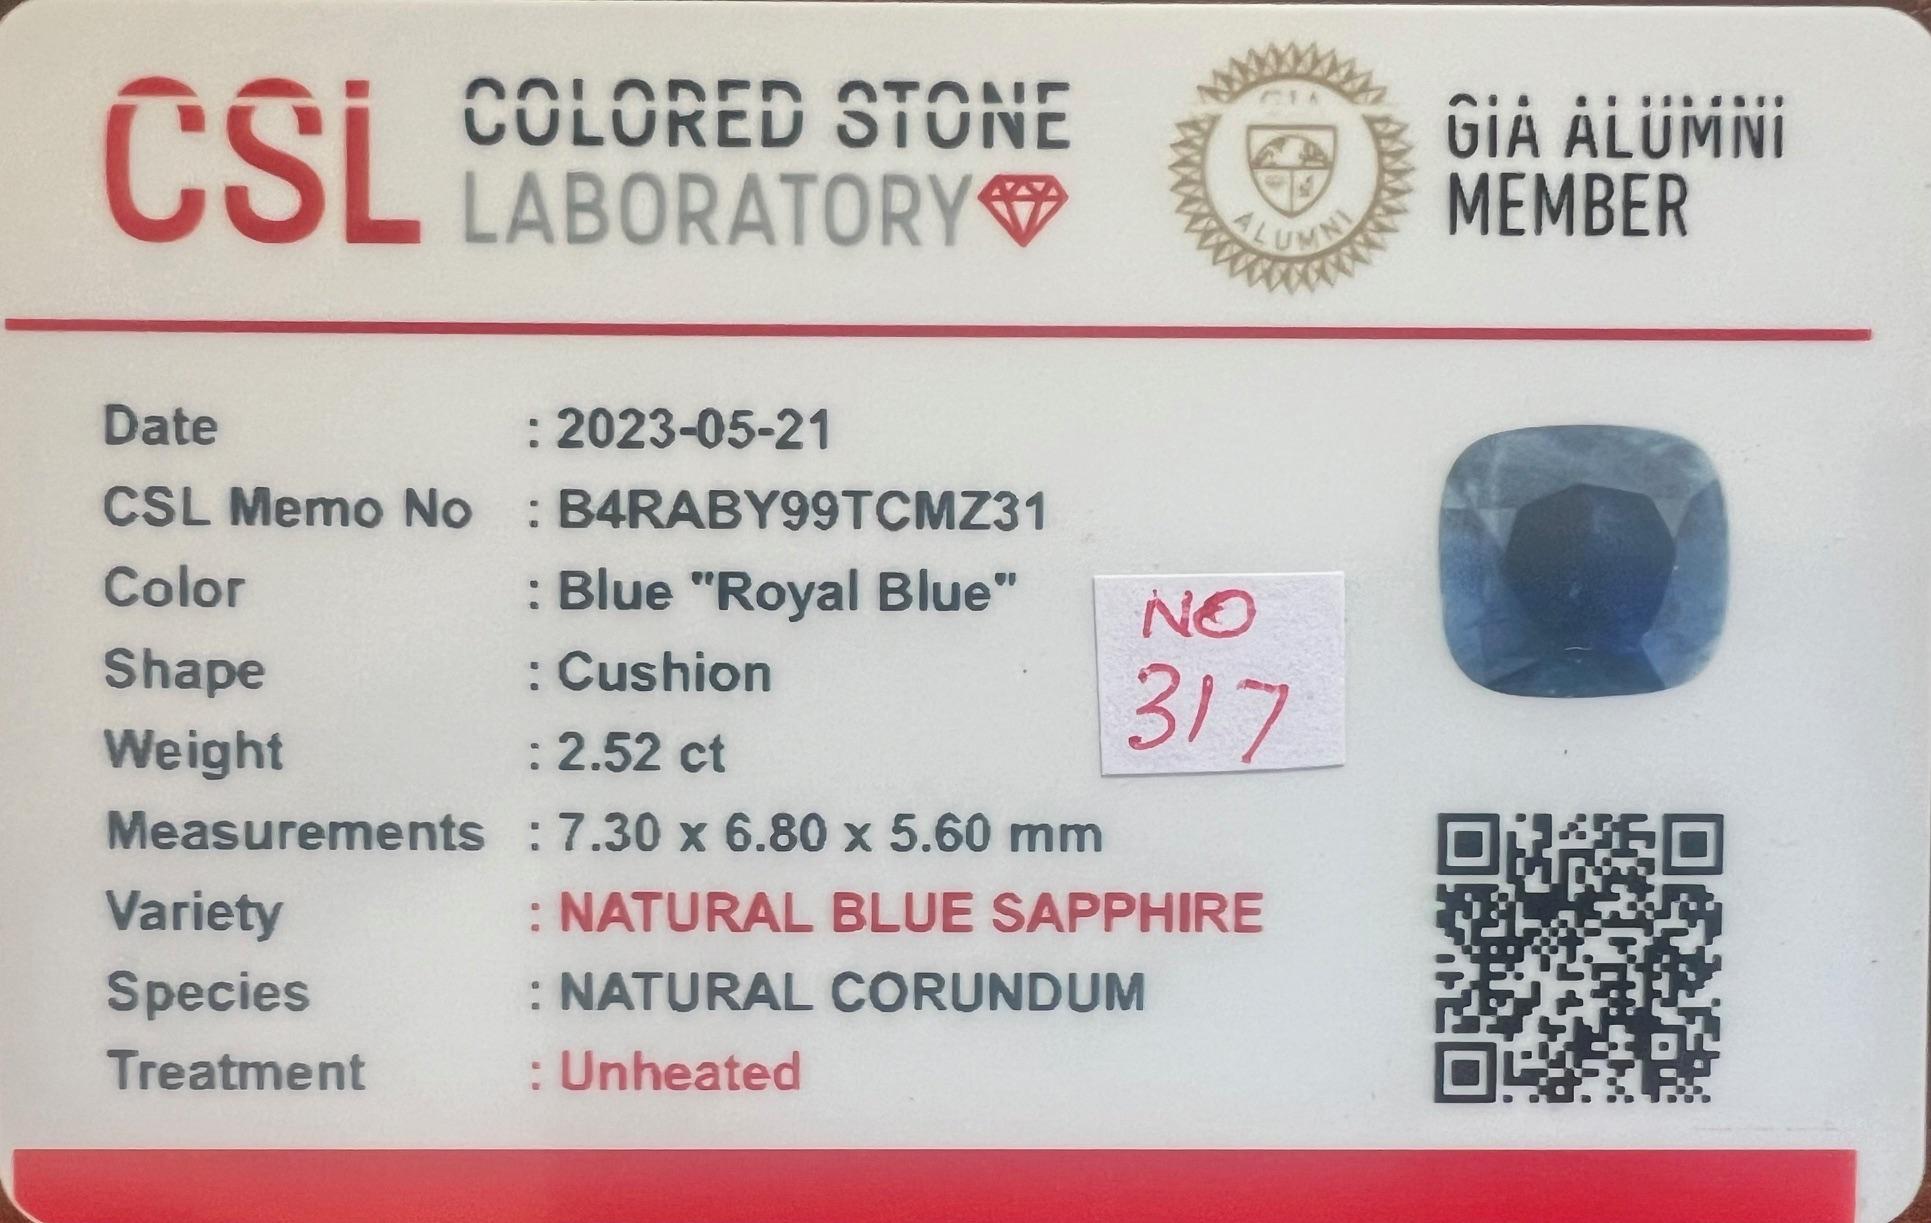 CSL COLORED STONE
LABORATORY
GIA
ALUMNI
GIA ALUMNI
MEMBER
Date : 2023-05-21
CSL Memo No : B4RABY99TCMZ31
Color : Blue "Royal Blue"
Shape : Cushion
Weight : 2.52 ct
Measurements : 7.30 x 6.80 x 5.60 mm
Variety : NATURAL BLUE SAPPHIRE
Species : NATURAL CORUNDUM
Treatment : Unheated
NO
317